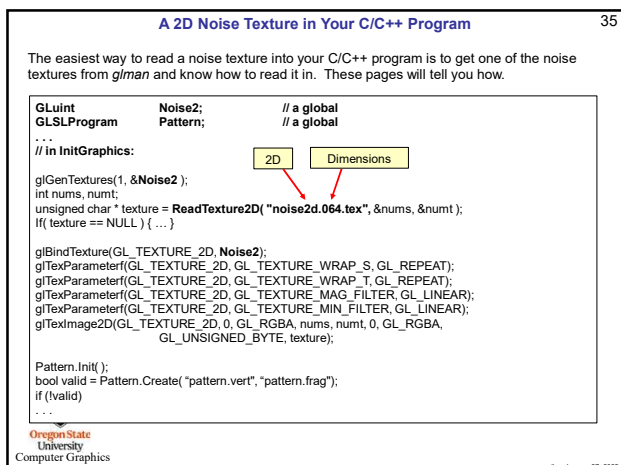 A 2D Noise Texture in Your C/C++ Program
35
The easiest way to read a noise texture into your C/C++ program is to get one of the noise
textures from glman and know how to read it in. These pages will tell you how.
GLuint Noise2; // a global
GLSLProgram Pattern; // a global
. . .
// in InitGraphics:
2D Dimensions
glGenTextures(1, &Noise2 );
int nums, numt;
unsigned char * texture = ReadTexture2D( "noise2d.064.tex", &nums, &numt );
If( texture == NULL ) { … }
glBindTexture(GL_TEXTURE_2D, Noise2);
glTexParameterf(GL_TEXTURE_2D, GL_TEXTURE_WRAP_S, GL_REPEAT);
glTexParameterf(GL_TEXTURE_2D, GL_TEXTURE_WRAP_T, GL_REPEAT);
glTexParameterf(GL_TEXTURE_2D, GL_TEXTURE_MAG_FILTER, GL_LINEAR);
glTexParameterf(GL_TEXTURE_2D, GL_TEXTURE_MIN_FILTER, GL_LINEAR);
glTexImage2D(GL_TEXTURE_2D, 0, GL_RGBA, nums, numt, 0, GL_RGBA,
GL_UNSIGNED_BYTE, texture);
Pattern.Init( );
bool valid = Pattern.Create( “pattern.vert", “pattern.frag");
if (!valid)
. . .
Oregon State
University
Computer Graphics